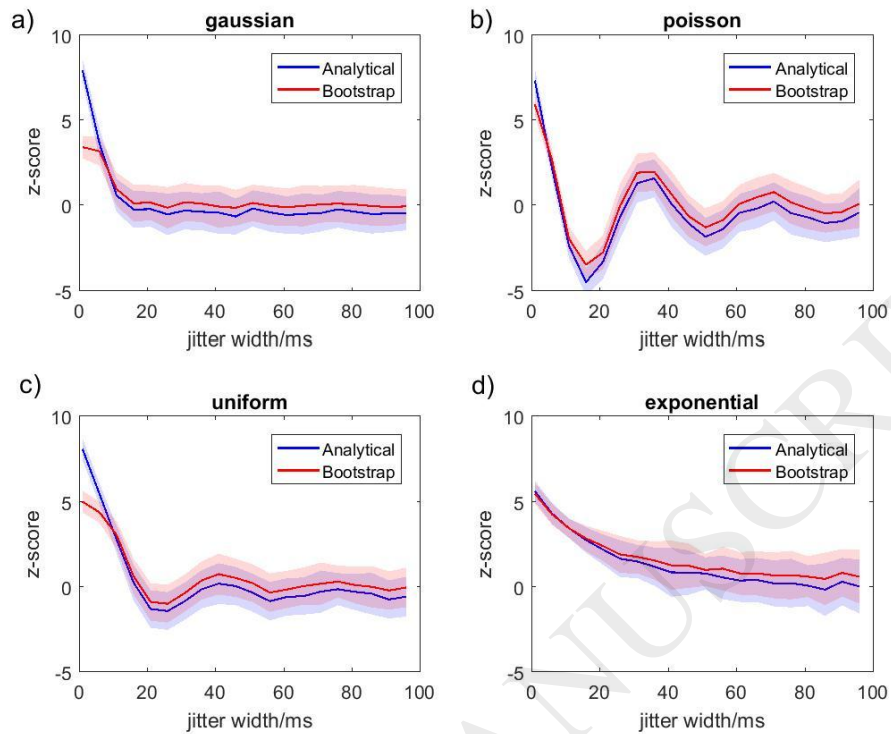 a)
gaussian
10
5
0
-5
z-score
Analytical
Bootstrap
0 20 40 60 80 100
jitter width/ms
b)
poisson
10
5
0
-5
z-score
Analytical
Bootstrap
0 20 40 60 80 100
jitter width/ms
c)
uniform
10
5
0
-5
z-score
Analytical
Bootstrap
0 20 40 60 80 100
jitter width/ms
d)
exponential
10
5
0
-5
z-score
Analytical
Bootstrap
0 20 40 60 80 100
jitter width/ms
ANUSCRI